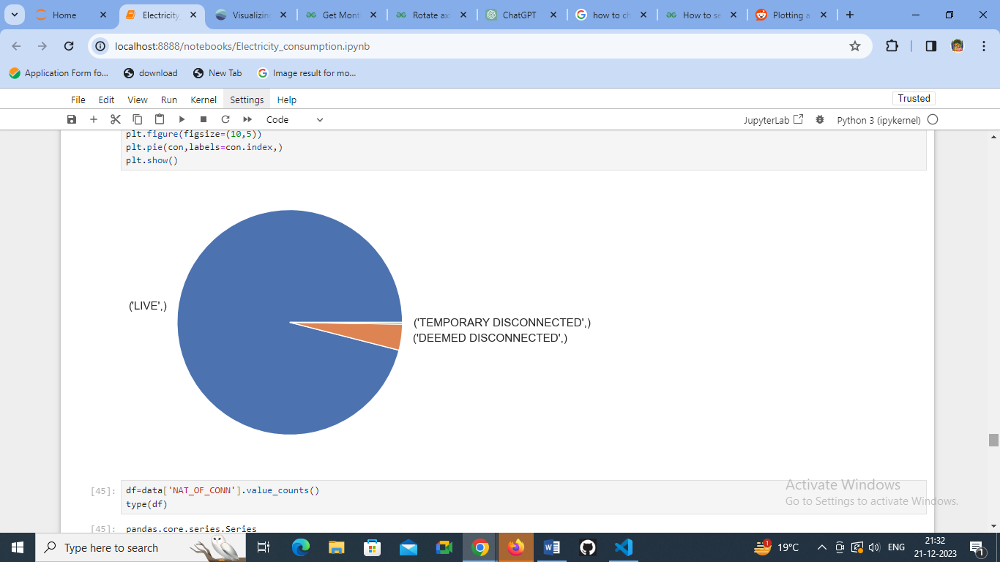 Home
Electricity
Visualizin
Get Mont
Rotate ax
ChatGPT
how to ch
How to se
Plotting a
localhost:8888/notebooks/Electricity_consumption.ipynb
Application Form fo...
download
New Tab
Image result for mo...
File Edit View Run Kernel Settings Help
Trusted
Code
JupyterLab
Python 3 (ipykernel)
plt.figure(figsize=(10,5))
plt.pie(con,labels=con.index,)
plt.show()
('LIVE',)
('TEMPORARY DISCONNECTED',)
('DEEMED DISCONNECTED',)
[45]:
df=data['NAT_OF_CONN'].value_counts()
type(df)
[45]:
pandas.core.series.Series
Activate Windows
Go to Settings to activate Windows.
Type here to search
1
19°C
ENG
21:32
21-12-2023
1